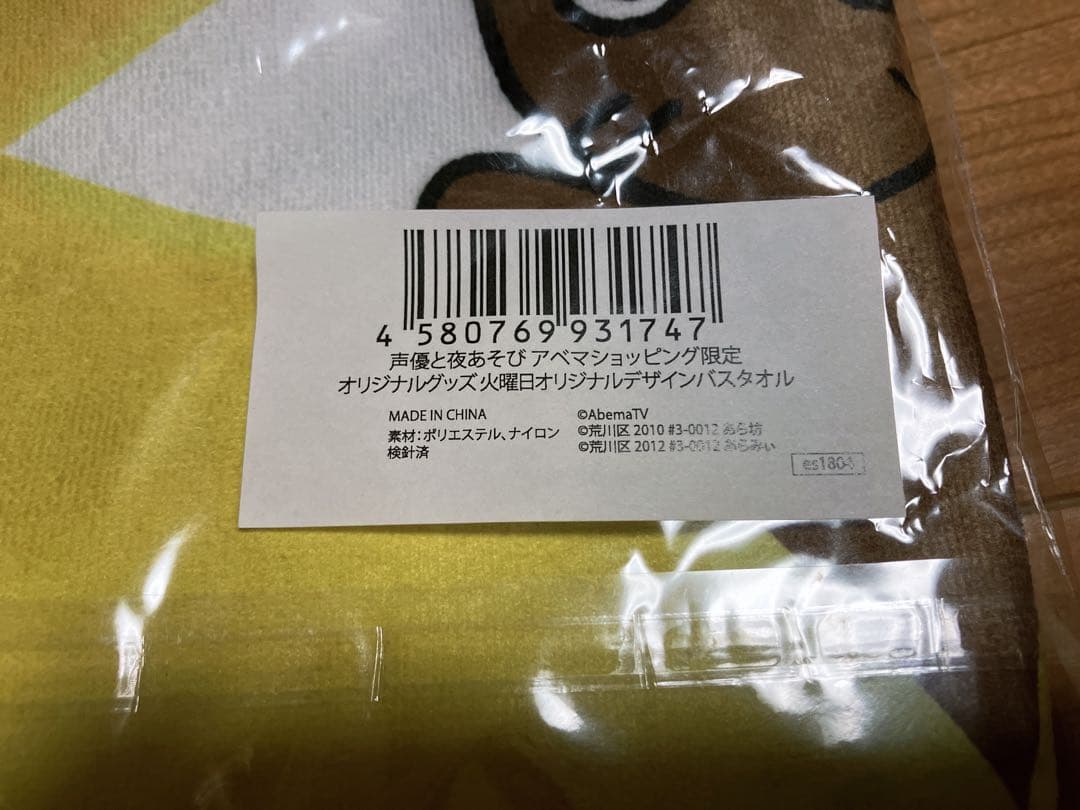 4 580769 931747
声優と夜あそび アベマショッピング限定
オリジナルグッズ 火曜日オリジナルデザインバスタオル
MADE IN CHINA
素材：ポリエステル、ナイロン
検針済
©AbemaTV
©荒川区 2010 #3-0012 あら坊
©荒川区 2012 #3-0012 あらみぃ
es1804